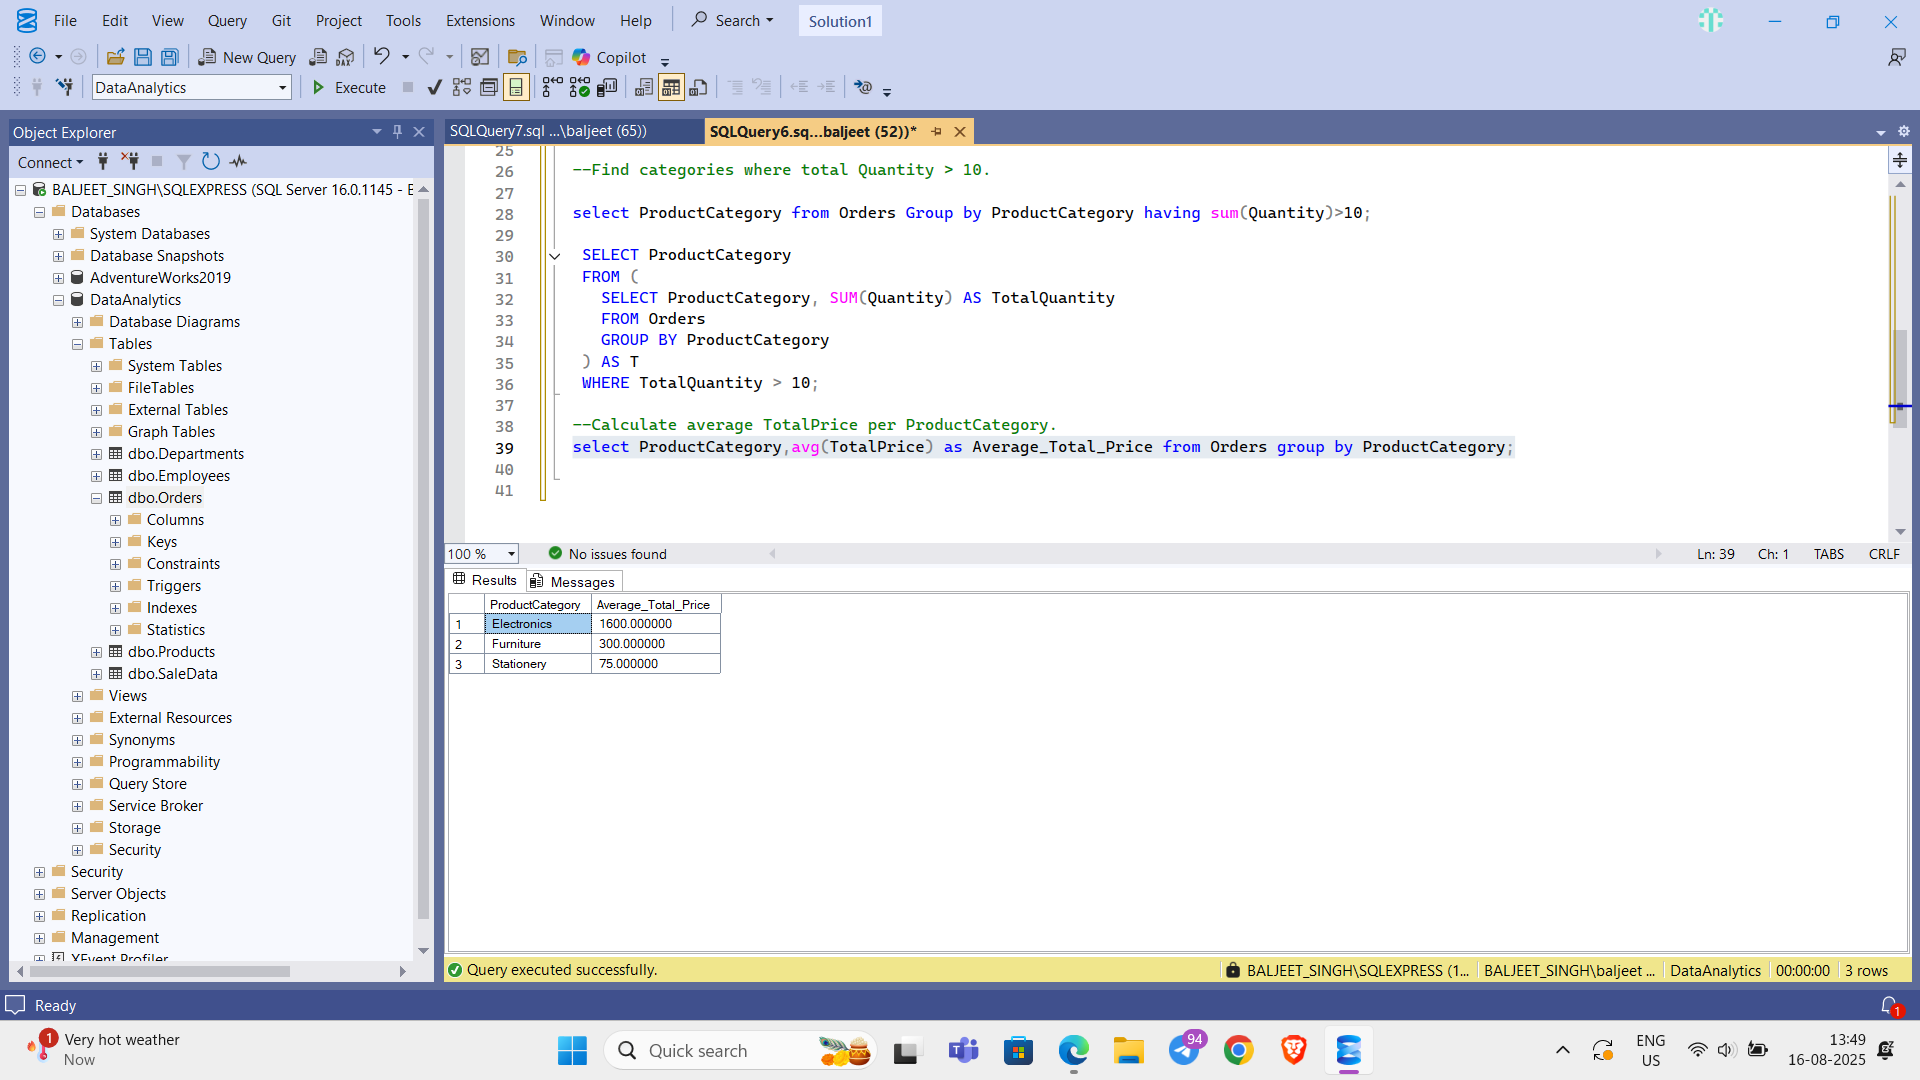 File Edit View Query Git Project Tools Extensions Window Help Search Solution1
New Query DAX Copilot
DataAnalytics Execute
Object Explorer
Connect
BALJEET_SINGH\SQLEXPRESS (SQL Server 16.0.1145 - E
Databases
System Databases
Database Snapshots
AdventureWorks2019
DataAnalytics
Database Diagrams
Tables
System Tables
FileTables
External Tables
Graph Tables
dbo.Departments
dbo.Employees
dbo.Orders
Columns
Keys
Constraints
Triggers
Indexes
Statistics
dbo.Products
dbo.SaleData
Views
External Resources
Synonyms
Programmability
Query Store
Service Broker
Storage
Security
Security
Server Objects
Replication
Management
XEvent Profiler
SQLQuery7.sql ...\baljeet (65)) SQLQuery6.sq...baljeet (52))*
25
26 --Find categories where total Quantity > 10.
27
28 select ProductCategory from Orders Group by ProductCategory having sum(Quantity)>10;
29
30 SELECT ProductCategory
31 FROM (
32 SELECT ProductCategory, SUM(Quantity) AS TotalQuantity
33 FROM Orders
34 GROUP BY ProductCategory
35 ) AS T
36 WHERE TotalQuantity > 10;
37
38 --Calculate average TotalPrice per ProductCategory.
39 select ProductCategory,avg(TotalPrice) as Average_Total_Price from Orders group by ProductCategory;
40
41
100 % No issues found Ln: 39 Ch: 1 TABS CRLF
Results Messages
ProductCategory Average_Total_Price
1 Electronics 1600.000000
2 Furniture 300.000000
3 Stationery 75.000000
Query executed successfully. BALJEET_SINGH\SQLEXPRESS (1... BALJEET_SINGH\baljeet ... DataAnalytics 00:00:00 3 rows
Ready 1
1 Very hot weather
Now
Quick search
94
ENG
US
13:49
16-08-2025